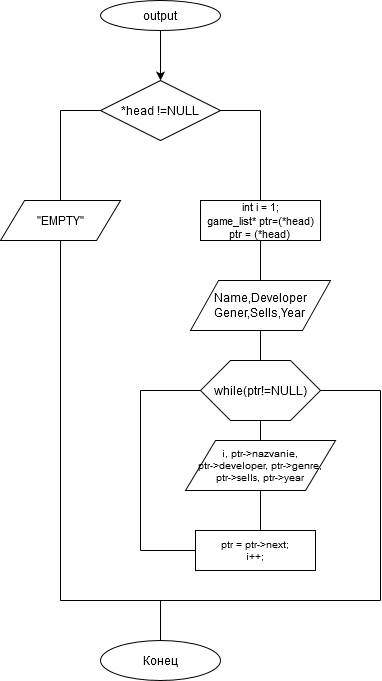 output
*head !=NULL
"EMPTY"
int i = 1;
game_list* ptr=(*head)
ptr = (*head)
Name,Developer
Gener,Sells,Year
while(ptr!=NULL)
i, ptr->nazvanie,
ptr->developer, ptr->genre,
ptr->sells, ptr->year
ptr = ptr->next;
i++;
Конец